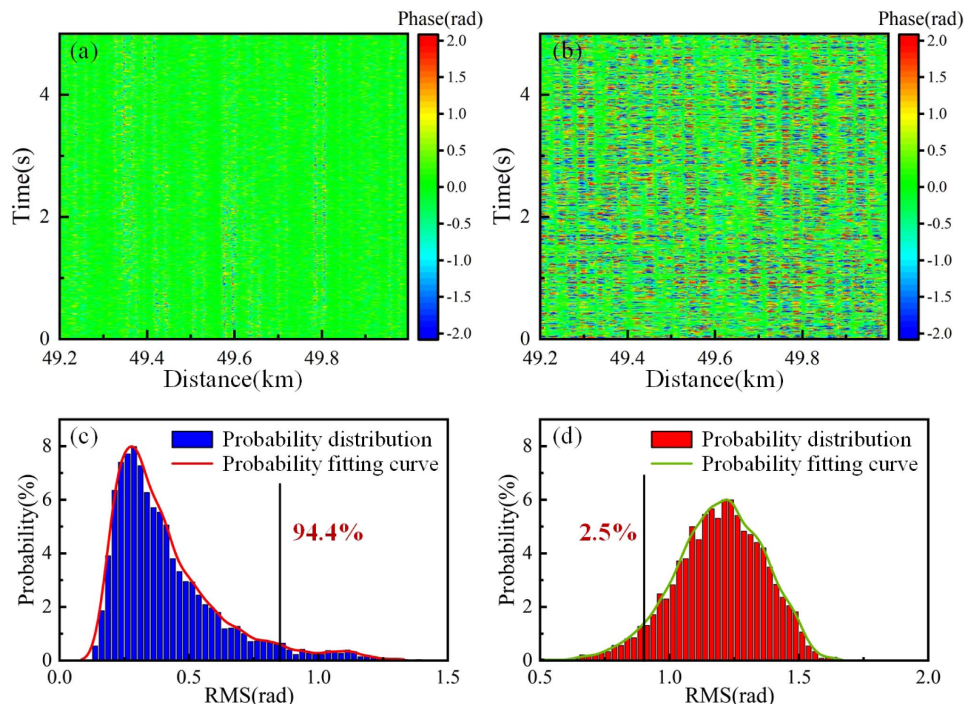 Phase(rad)
(a)
2.0
1.5
1.0
0.5
0.0
-0.5
-1.0
-1.5
-2.0
4
2
0
Time(s)
49.2 49.4 49.6 49.8
Distance(km)
Phase(rad)
(b)
2.0
1.5
1.0
0.5
0.0
-0.5
-1.0
-1.5
-2.0
4
2
0
Time(s)
49.2 49.4 49.6 49.8
Distance(km)
(c)
Probability distribution
Probability fitting curve
94.4%
8
6
4
2
0
Probability(%)
0.0 0.5 1.0 1.5
RMS(rad)
(d)
Probability distribution
Probability fitting curve
2.5%
8
6
4
2
0
Probability(%)
0.5 1.0 1.5 2.0
RMS(rad)